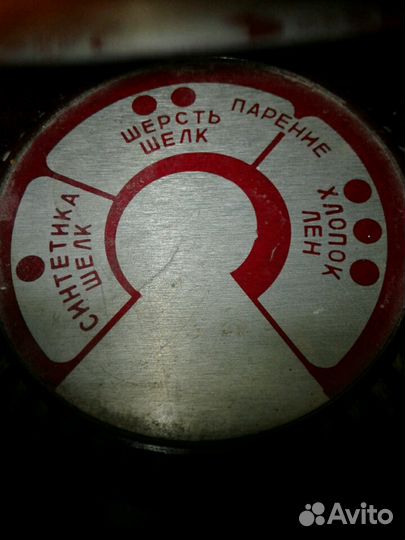 СИНТЕТИКА
ШЕЛК
ШЕРСТЬ
ШЕЛК
ПАРЕНИЕ
ХЛОПОК
ЛЕН
Avito